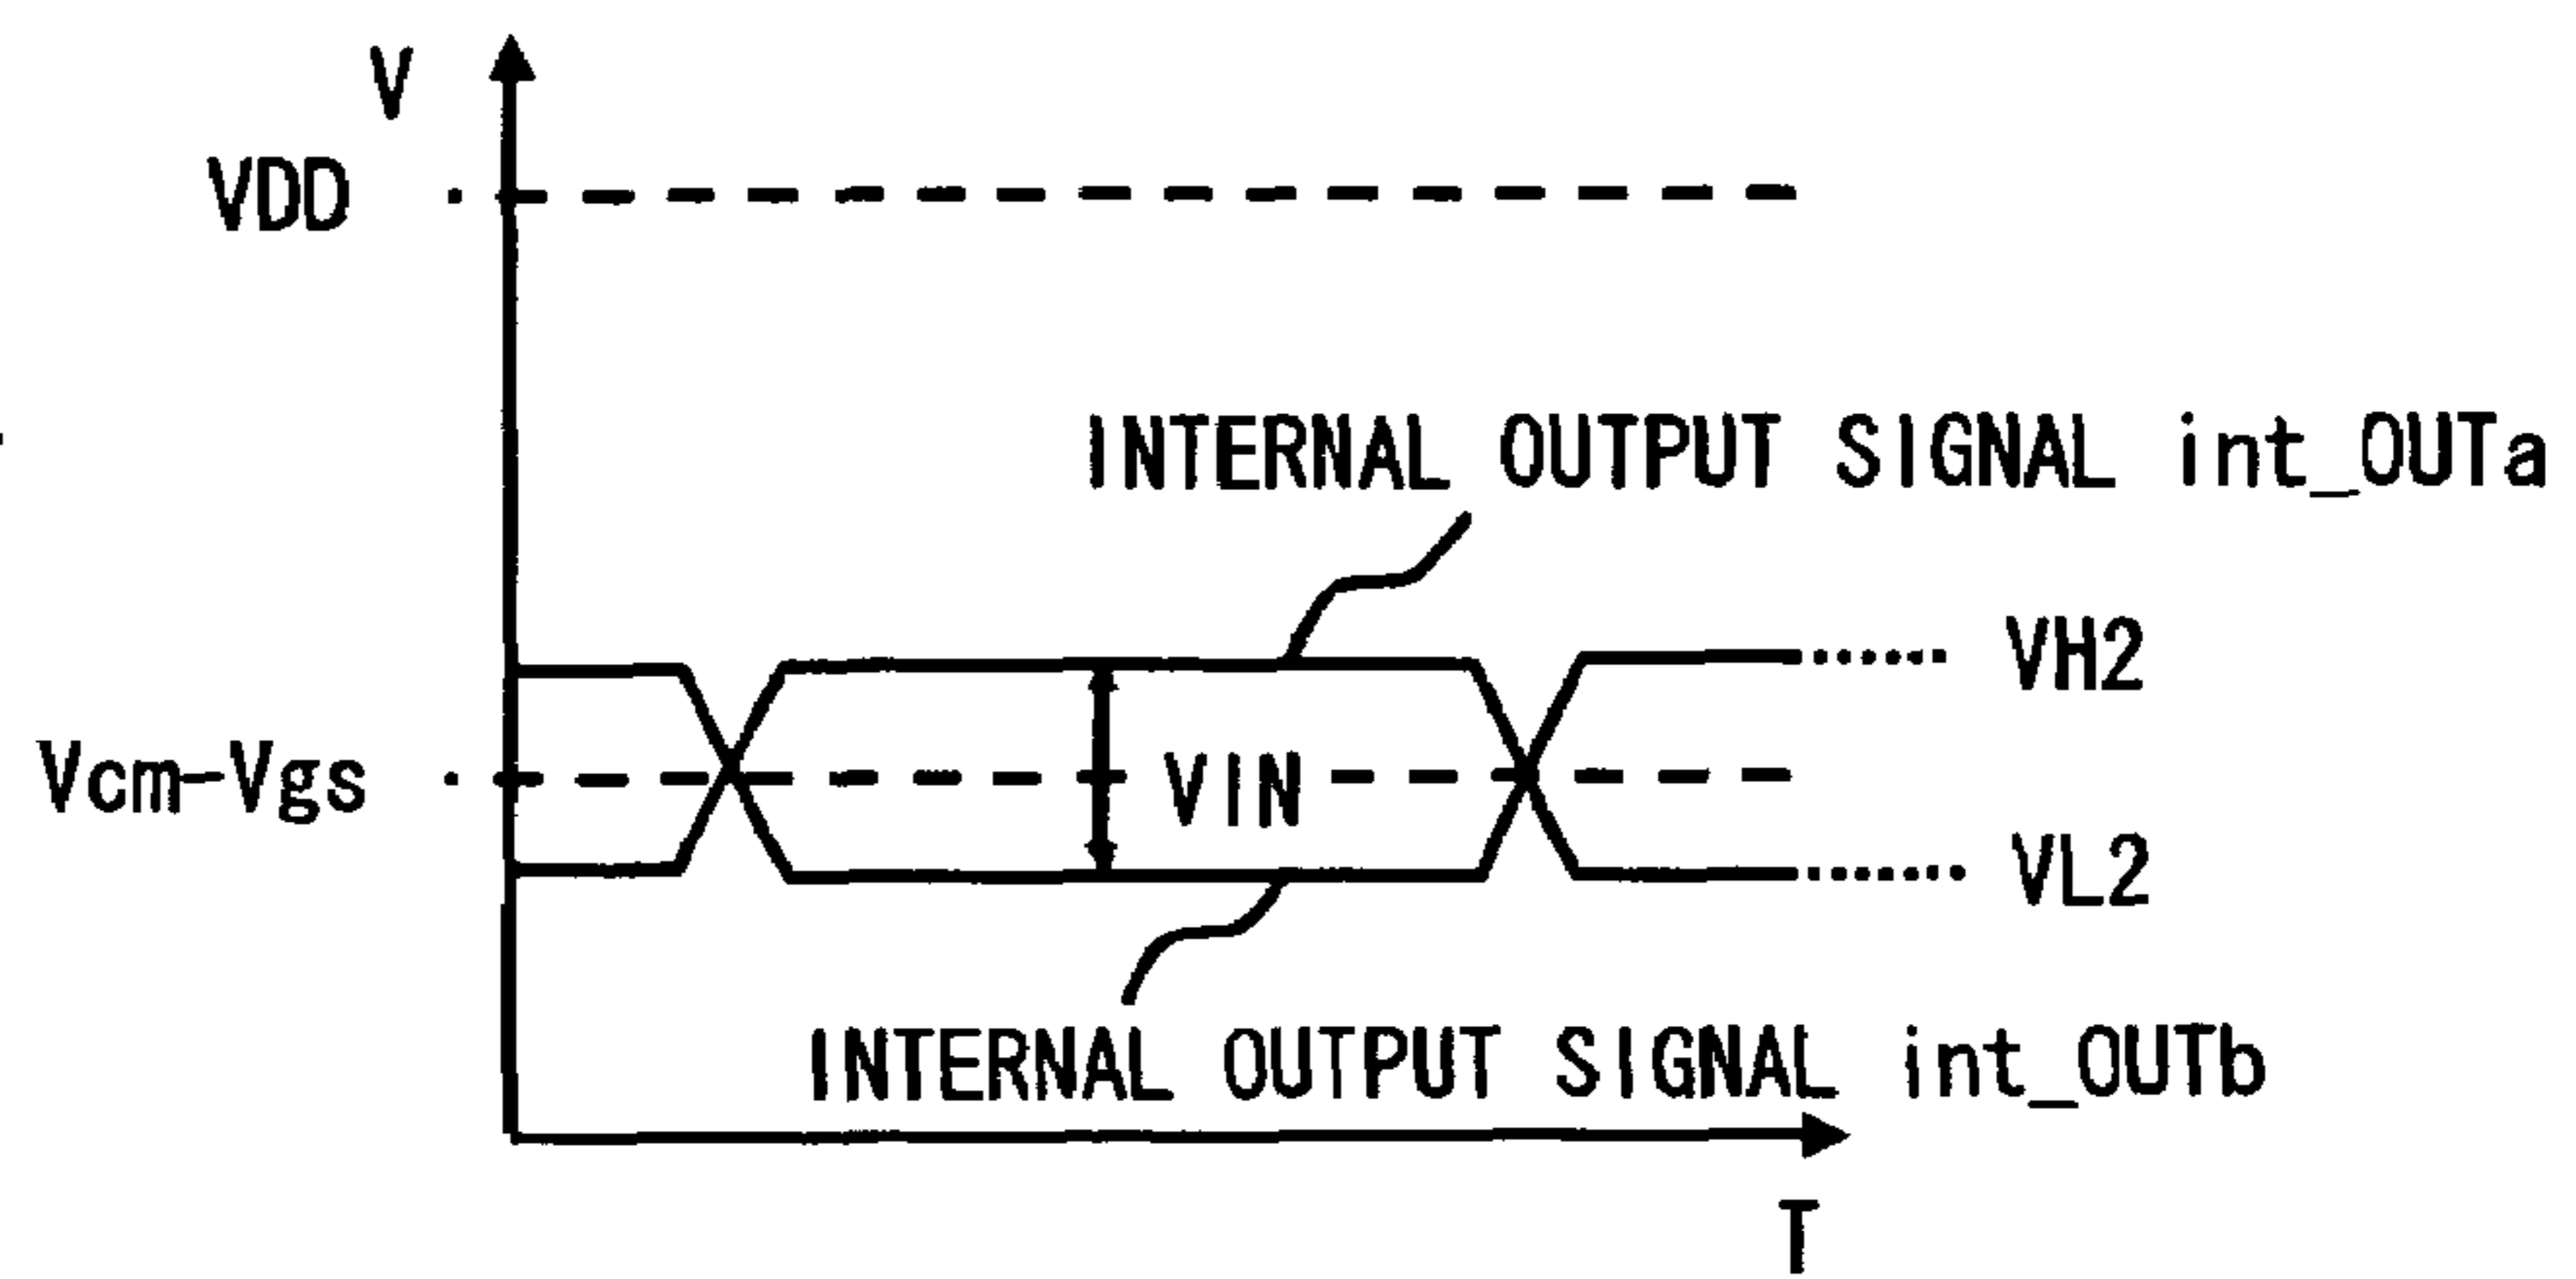 V
VDD
INTERNAL OUTPUT SIGNAL int_OUTa
VH2
Vcm-Vgs
VIN
VL2
INTERNAL OUTPUT SIGNAL int_OUTb
T